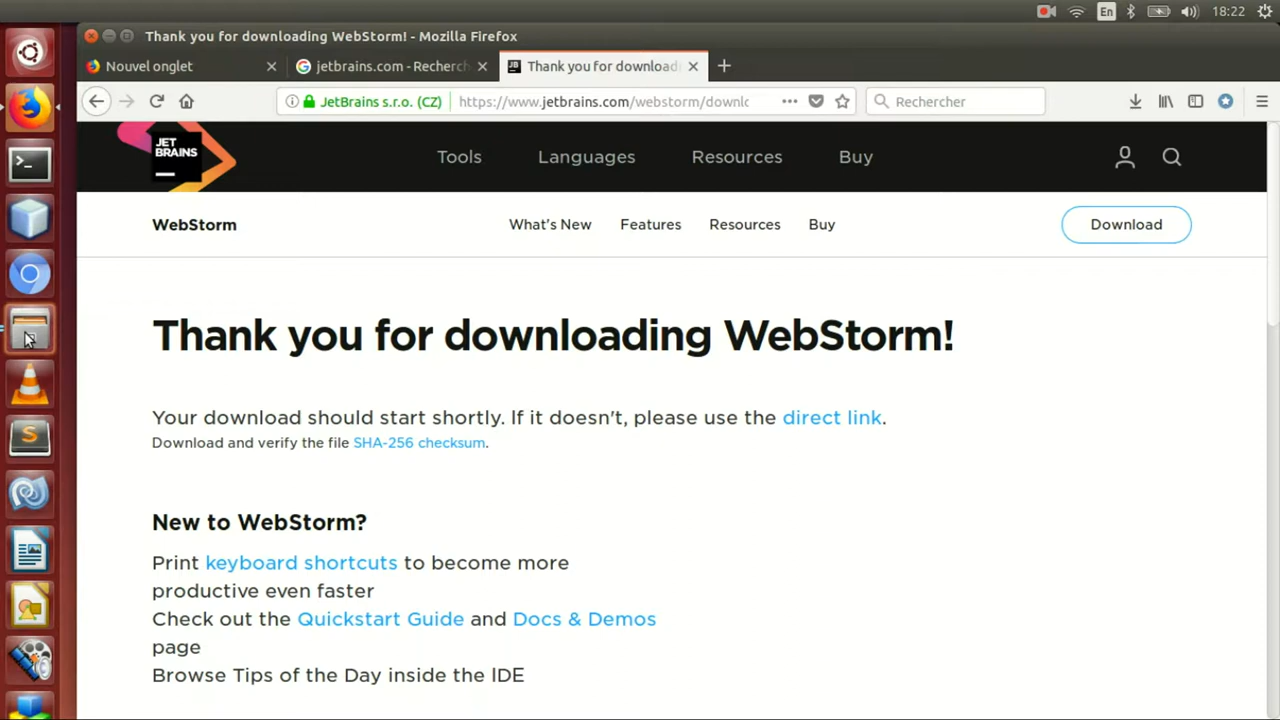 En
18:22
Thank you for downloading WebStorm! - Mozilla Firefox
Nouvel onglet
jetbrains.com - Recherch
Thank you for download
JetBrains s.r.o. (CZ)
https://www.jetbrains.com/webstorm/downlo
Rechercher
JET
BRAINS
Tools
Languages
Resources
Buy
WebStorm
What's New
Features
Resources
Buy
Download
Thank you for downloading WebStorm!
Your download should start shortly. If it doesn't, please use the direct link.
Download and verify the file SHA-256 checksum.
New to WebStorm?
Print keyboard shortcuts to become more
productive even faster
Check out the Quickstart Guide and Docs & Demos
page
Browse Tips of the Day inside the IDE